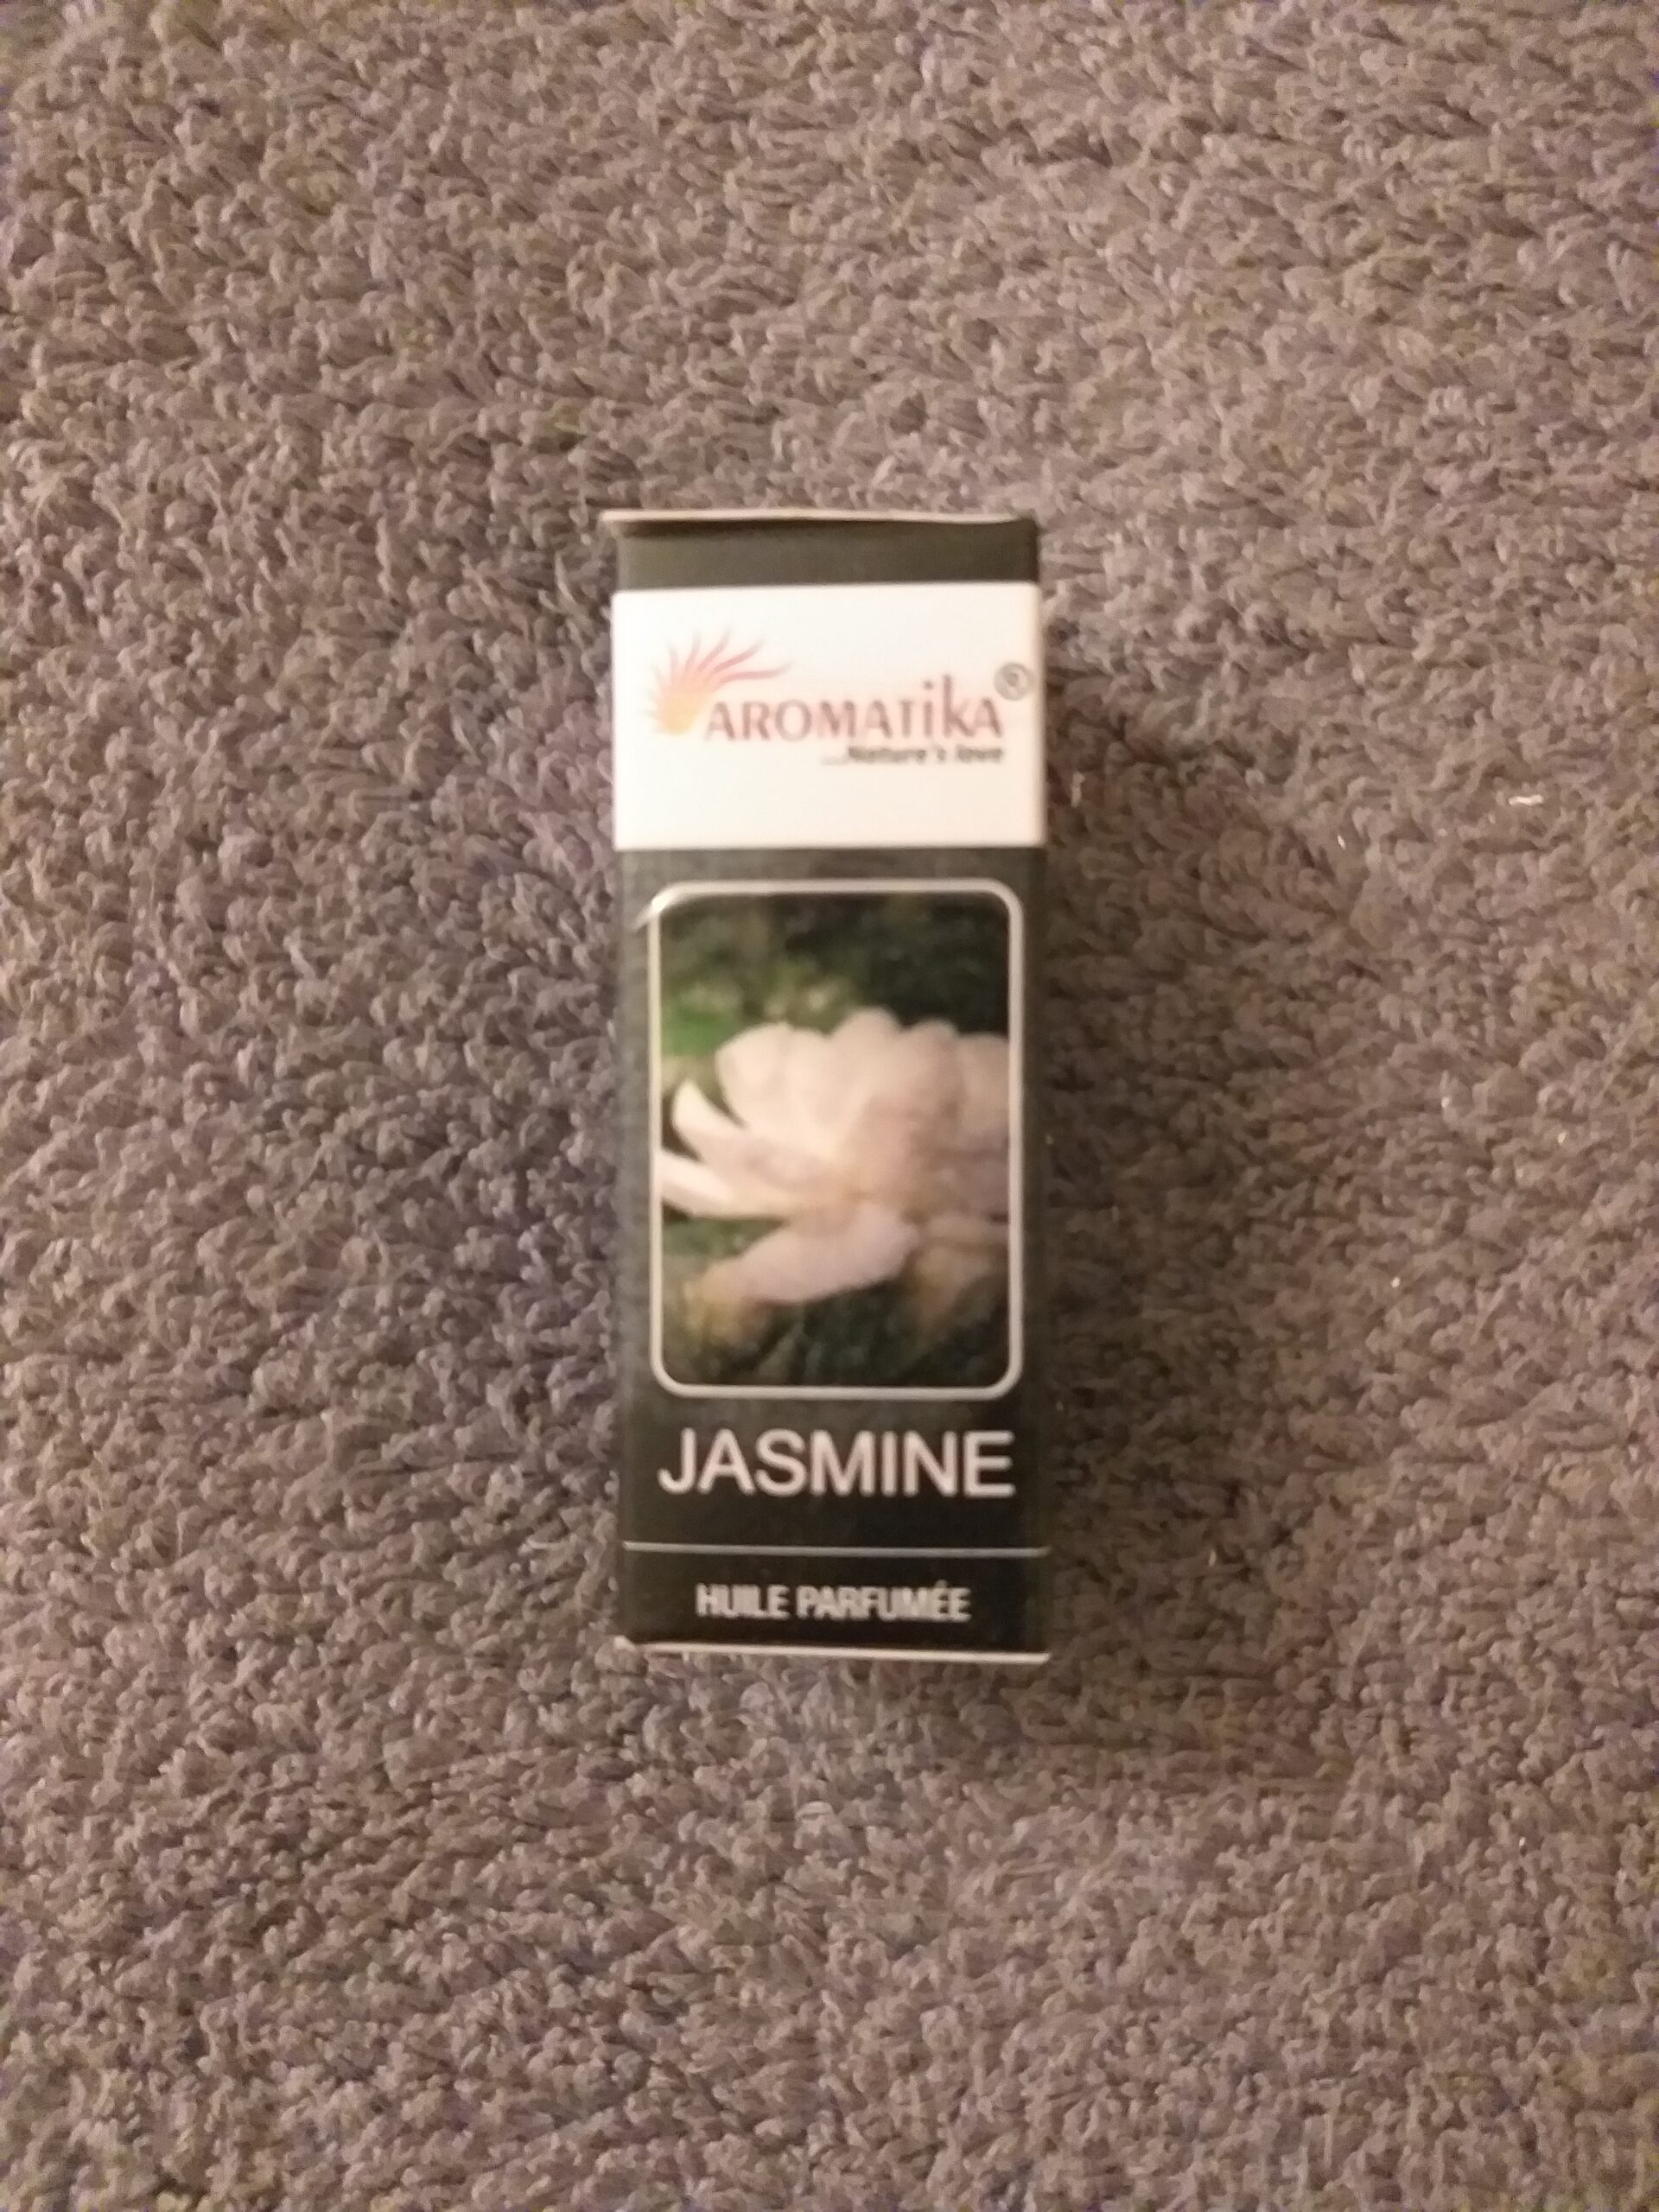 AROMATIKA®
...Nature's love
JASMINE
HUILE PARFUMÉE